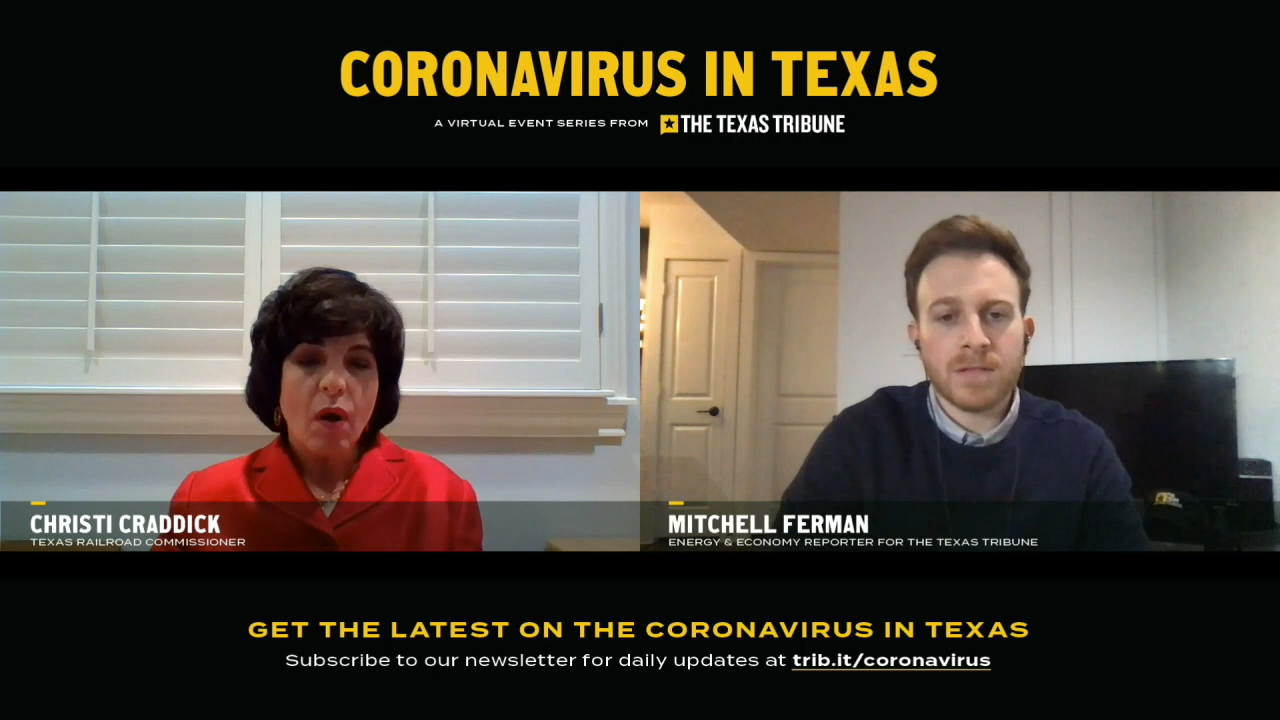 CORONAVIRUS IN TEXAS
A VIRTUAL EVENT SERIES FROM THE TEXAS TRIBUNE
CHRISTI CRADDICK
TEXAS RAILROAD COMMISSIONER
MITCHELL FERMAN
ENERGY & ECONOMY REPORTER FOR THE TEXAS TRIBUNE
GET THE LATEST ON THE CORONAVIRUS IN TEXAS
Subscribe to our newsletter for daily updates at trib.it/coronavirus